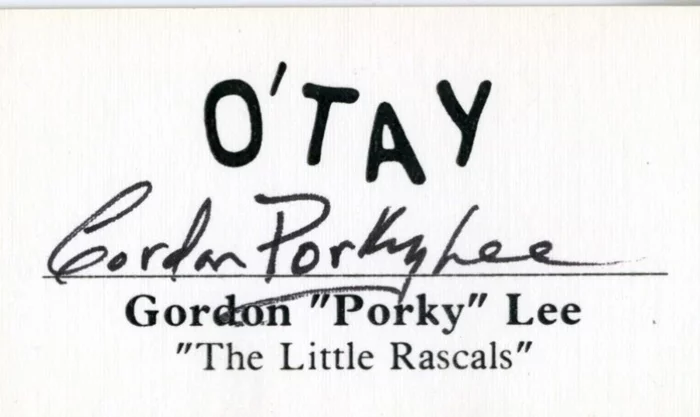 O'TAY
Gordon Porky Lee
Gordon "Porky" Lee
"The Little Rascals"